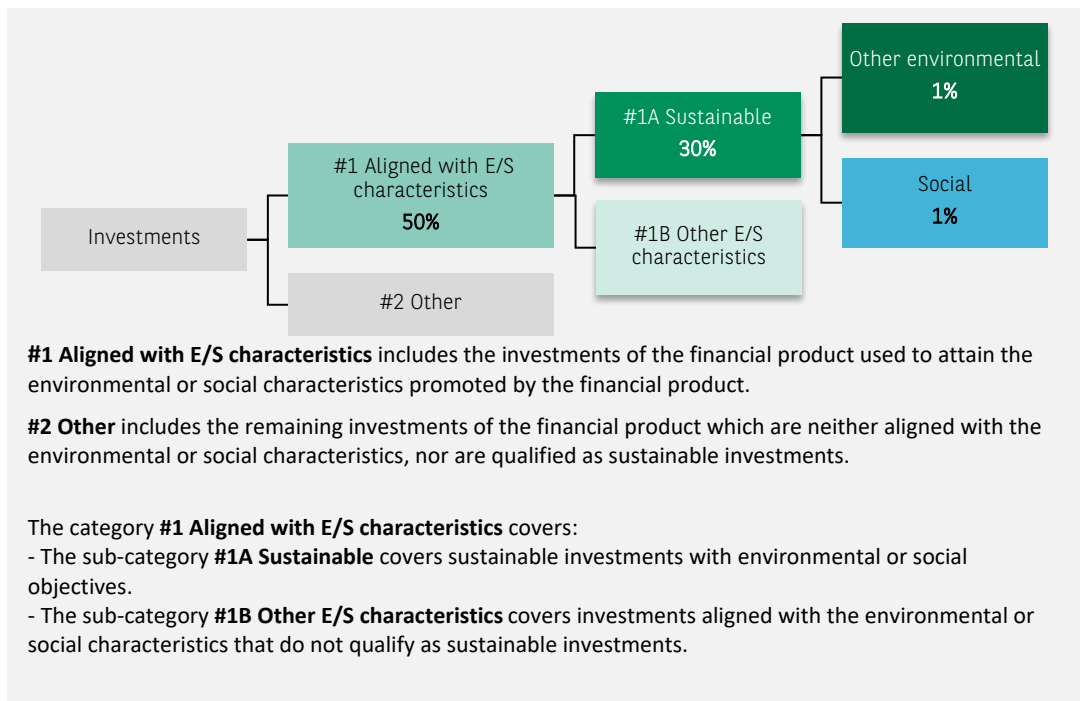 Investments
#1 Aligned with E/S
characteristics
50%
#2 Other
#1A Sustainable
30%
#1B Other E/S
characteristics
Other environmental
1%
Social
1%
#1 Aligned with E/S characteristics includes the investments of the financial product used to attain the
environmental or social characteristics promoted by the financial product.
#2 Other includes the remaining investments of the financial product which are neither aligned with the
environmental or social characteristics, nor are qualified as sustainable investments.
The category #1 Aligned with E/S characteristics covers:
- The sub-category #1A Sustainable covers sustainable investments with environmental or social
objectives.
- The sub-category #1B Other E/S characteristics covers investments aligned with the environmental or
social characteristics that do not qualify as sustainable investments.